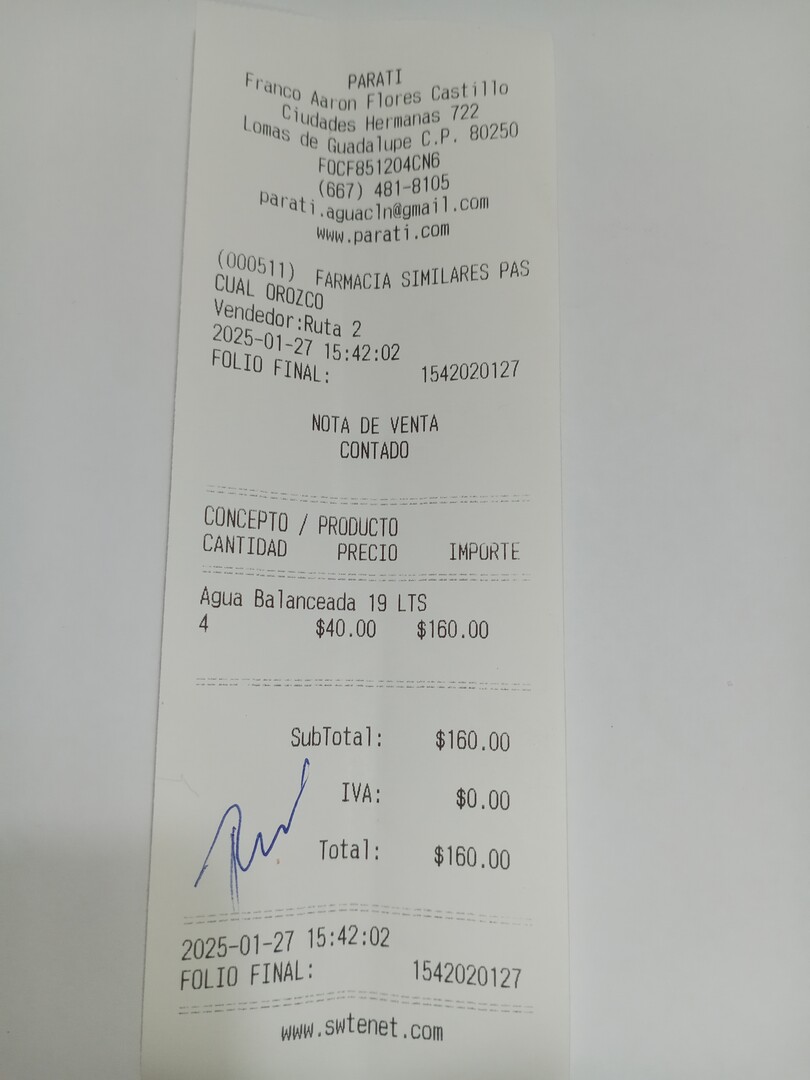 PARATI
Franco Aaron Flores Castillo
Ciudades Hermanas 722
Lomas de Guadalupe C.P. 80250
FOCF851204CN6
(667) 481-8105
parati.aguacln@gmail.com
www.parati.com
(000511) FARMACIA SIMILARES PAS
CUAL OROZCO
Vendedor:Ruta 2
2025-01-27 15:42:02
FOLIO FINAL: 1542020127
NOTA DE VENTA
CONTADO
CONCEPTO / PRODUCTO
CANTIDAD PRECIO IMPORTE
Agua Balanceada 19 LTS
4 $40.00 $160.00
SubTotal: $160.00
IVA: $0.00
Total: $160.00
2025-01-27 15:42:02
FOLIO FINAL: 1542020127
www.swtenet.com